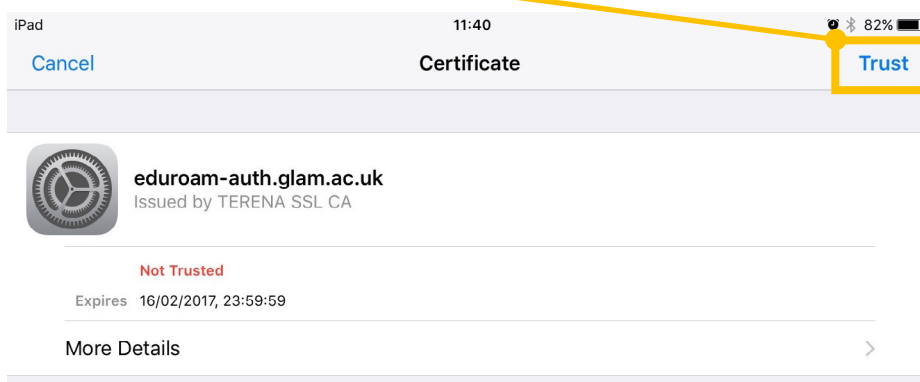 iPad 11:40 82%
Cancel Certificate Trust
eduroam-auth.glam.ac.uk
Issued by TERENA SSL CA
Not Trusted
Expires 16/02/2017, 23:59:59
More Details